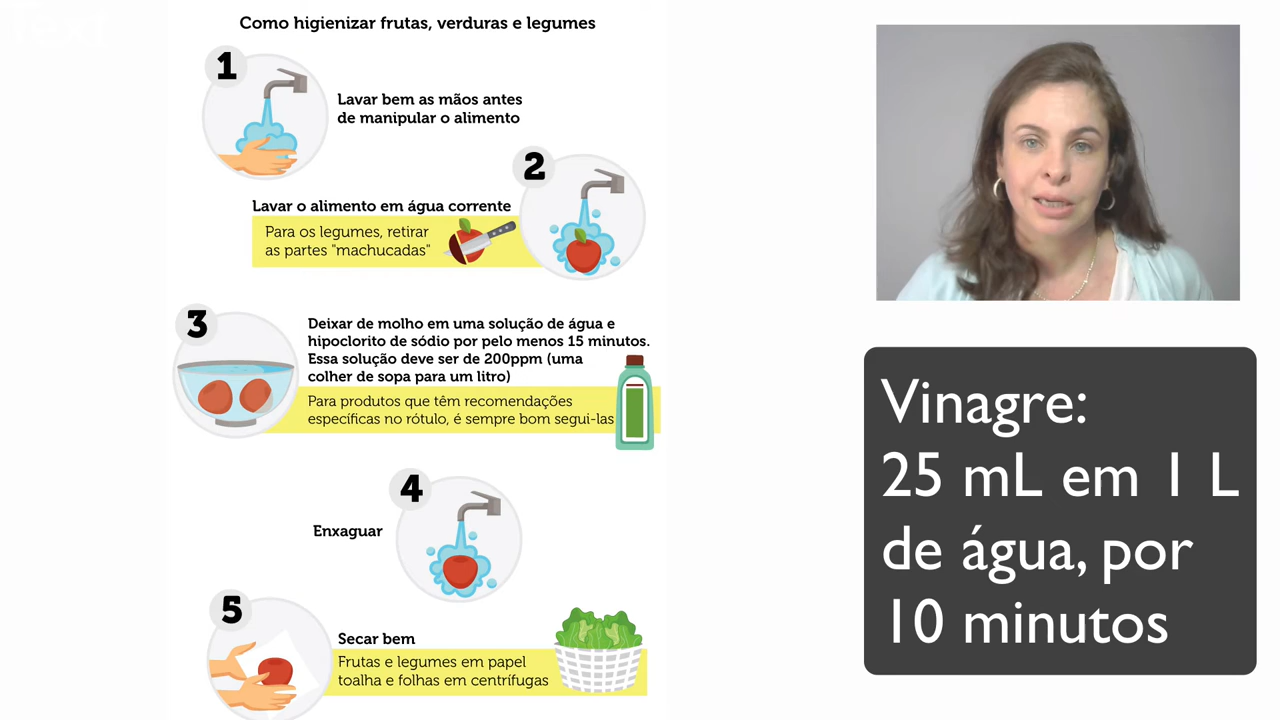 Como higienizar frutas, verduras e legumes
1
Lavar bem as mãos antes
de manipular o alimento
2
Lavar o alimento em água corrente
Para os legumes, retirar
as partes "machucadas"
3
Deixar de molho em uma solução de água e
hipoclorito de sódio por pelo menos 15 minutos.
Essa solução deve ser de 200ppm (uma
colher de sopa para um litro)
Para produtos que têm recomendações
específicas no rótulo, é sempre bom segui-las
4
Enxaguar
5
Secar bem
Frutas e legumes em papel
toalha e folhas em centrífugas
Vinagre:
25 mL em 1 L
de água, por
10 minutos